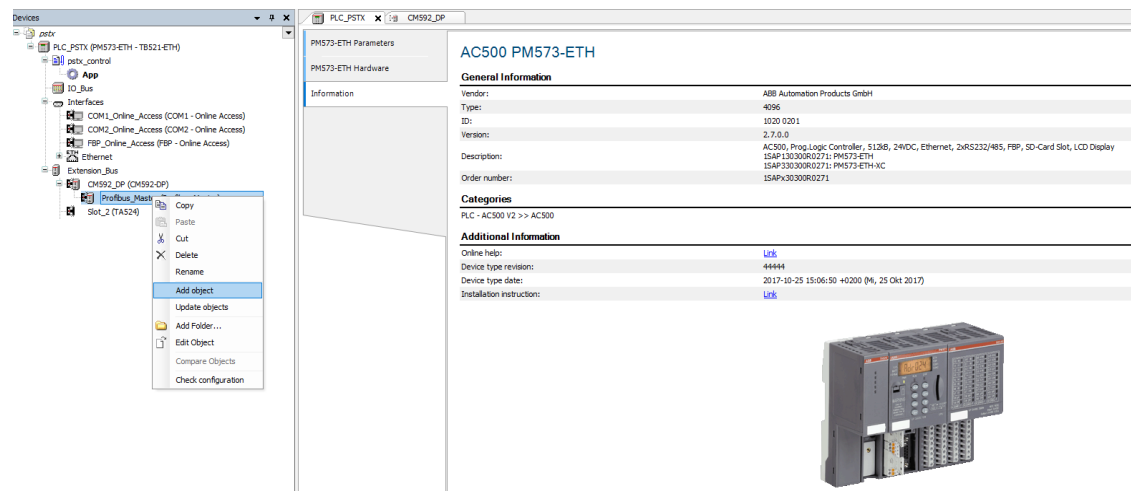 Devices
PLC_PSTX
CM592_DP
pstx
PLC_PSTX (PM573-ETH - TB521-ETH)
pstx_control
App
IO_Bus
Interfaces
COM1_Online_Access (COM1 - Online Access)
COM2_Online_Access (COM2 - Online Access)
FBP_Online_Access (FBP - Online Access)
ETH Ethernet
Extension_Bus
CM592_DP (CM592-DP)
Slot_2 (TA524)
Copy
Paste
Cut
Delete
Rename
Add object
Update objects
Add Folder...
Edit Object
Compare Objects
Check configuration
PM573-ETH Parameters
PM573-ETH Hardware
Information
AC500 PM573-ETH
General Information
Vendor: ABB Automation Products GmbH
Type: 4096
ID: 1020 0201
Version: 2.7.0.0
Description: AC500, Prog.Logic Controller, 512kB, 24VDC, Ethernet, 2xRS232/485, FBP, SD-Card Slot, LCD Display
1SAP130300R0271: PM573-ETH
1SAP330300R0271: PM573-ETH-XC
Order number: 1SAPx30300R0271
Categories
PLC - AC500 V2 >> AC500
Additional Information
Online help: Link
Device type revision: 44444
Device type date: 2017-10-25 15:06:50 +0200 (Mi, 25 Okt 2017)
Installation instruction: Link